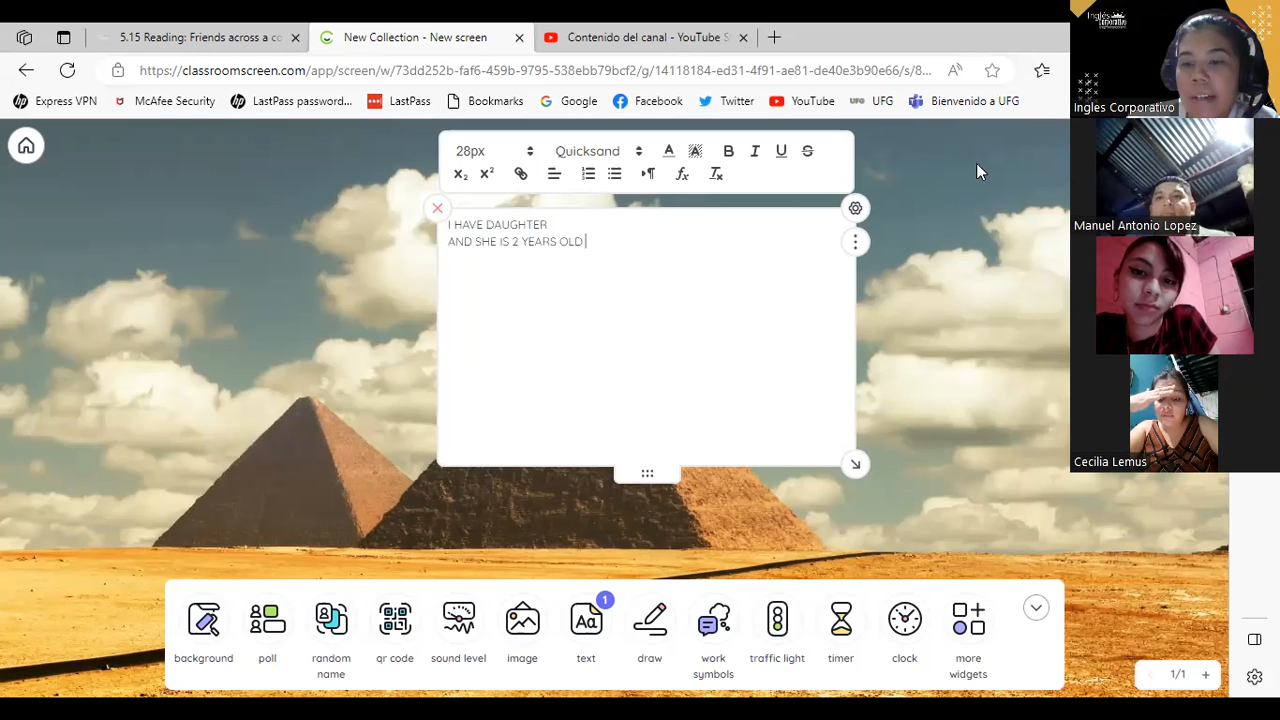 5.15 Reading: Friends across a co
New Collection - New screen
Contenido del canal - YouTube S
https://classroomscreen.com/app/screen/w/73dd252b-faf6-459b-9795-538ebb79bcf2/g/14118184-ed31-4f91-ae81-de40e3b90e66/s/8...
Express VPN
McAfee Security
LastPass password...
LastPass
Bookmarks
Google
Facebook
Twitter
YouTube
UFG
Bienvenido a UFG
Inglés
Corporativo
Ingles Corporativo
Manuel Antonio Lopez
Cecilia Lemus
28px
Quicksand
I HAVE DAUGHTER
AND SHE IS 2 YEARS OLD
background
poll
random name
qr code
sound level
image
1
text
draw
work symbols
traffic light
timer
clock
more widgets
1/1